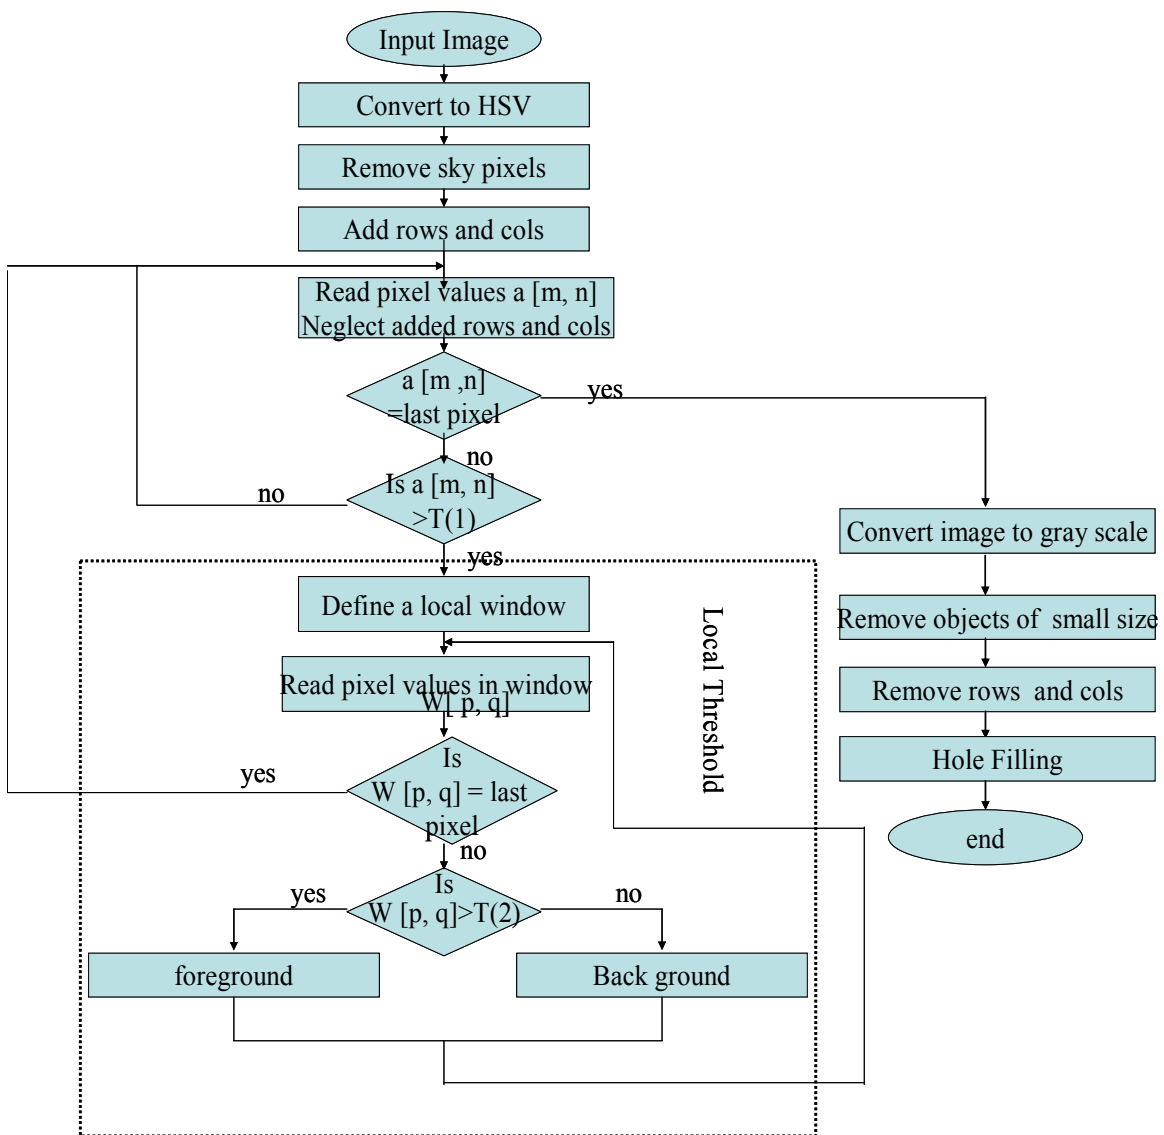 Input Image
Convert to HSV
Remove sky pixels
Add rows and cols
Read pixel values a [m, n]
Neglect added rows and cols
a [m ,n]
=last pixel
yes
no
Is a [m, n]
>T(1)
no
yes
Define a local window
Local Threshold
Read pixel values in window
W[ p, q]
Is
W [p, q] = last
pixel
yes
no
Is
W [p, q]>T(2)
yes
no
foreground
Back ground
Convert image to gray scale
Remove objects of small size
Remove rows and cols
Hole Filling
end